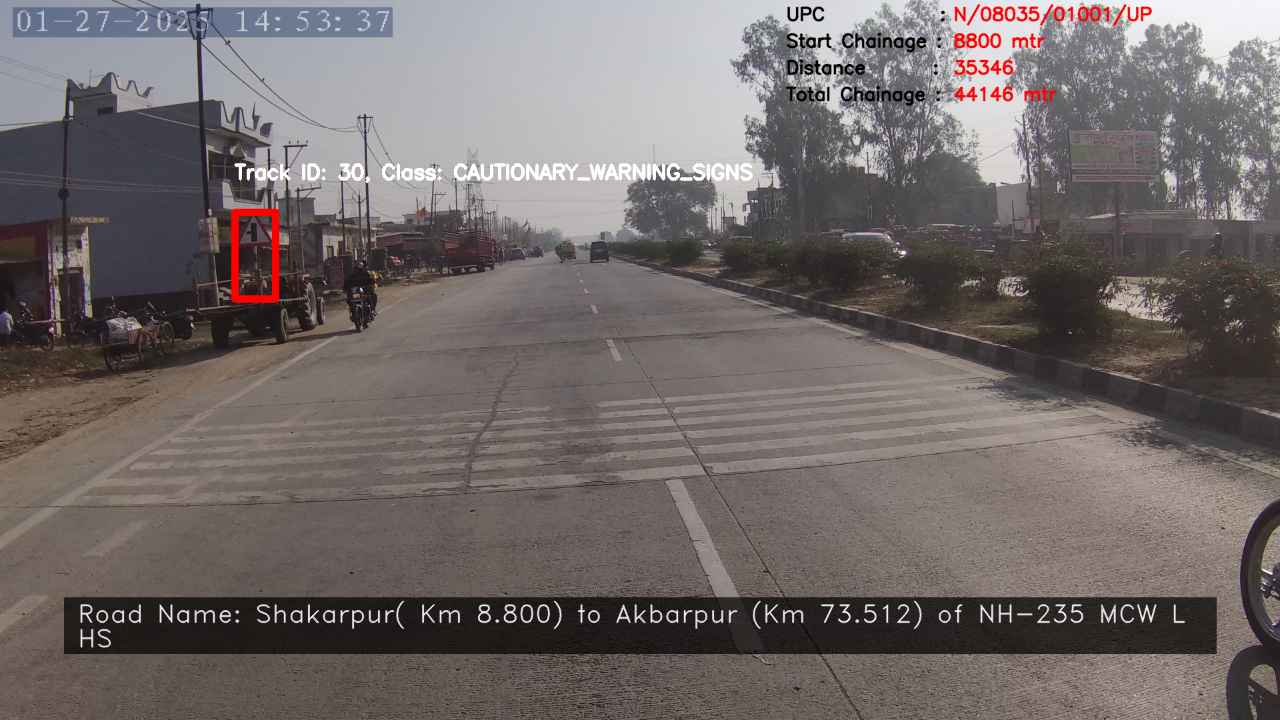 01-27-2025 14:53:37
UPC : N/08035/01001/UP
Start Chainage : 8800 mtr
Distance : 35346
Total Chainage : 44146 mtr
Track ID: 30, Class: CAUTIONARY_WARNING_SIGNS
Road Name: Shakarpur( Km 8.800) to Akbarpur (Km 73.512) of NH-235 MCW L
HS